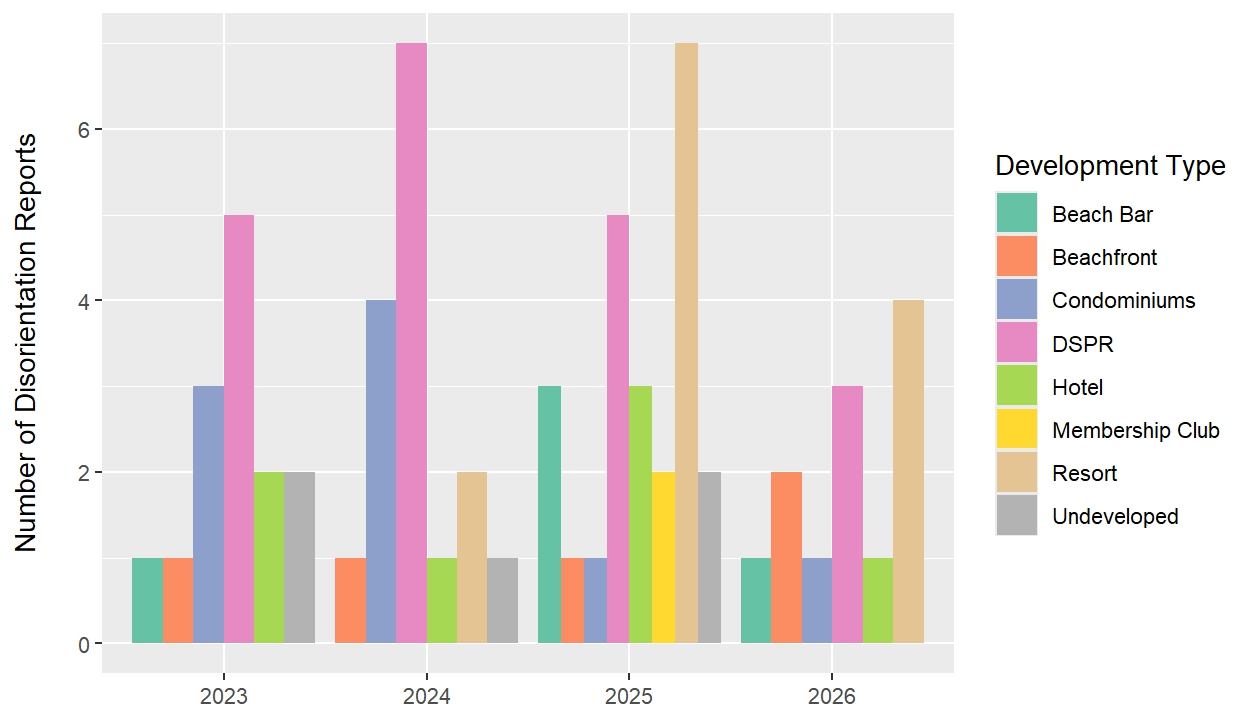 Number of Disorientation Reports
6
4
2
0
2023 2024 2025 2026
Development Type
Beach Bar
Beachfront
Condominiums
DSPR
Hotel
Membership Club
Resort
Undeveloped